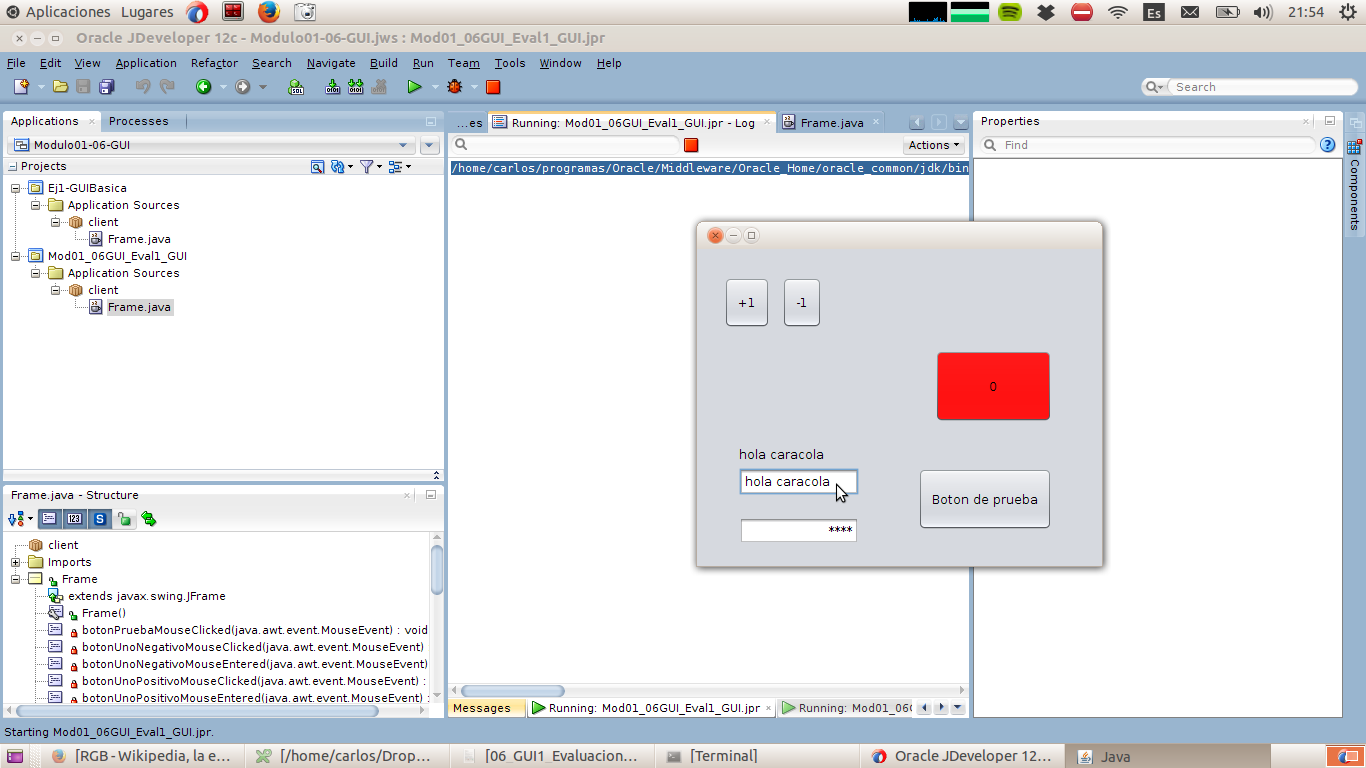 Aplicaciones Lugares Es 21:54
Oracle JDeveloper 12c - Modulo01-06-GUI.jws : Mod01_06GUI_Eval1_GUI.jpr
File Edit View Application Refactor Search Navigate Build Run Team Tools Window Help
Search
Applications × Processes
...es Running: Mod01_06GUI_Eval1_GUI.jpr - Log × Frame.java ×
Properties
Modulo01-06-GUI
Actions
Find
Projects
/home/carlos/programas/Oracle/Middleware/Oracle_Home/oracle_common/jdk/bin
Components
Ej1-GUIBasica
Application Sources
client
Frame.java
Mod01_06GUI_Eval1_GUI
Application Sources
client
Frame.java
+1 -1
0
hola caracola
hola caracola
Boton de prueba
****
Frame.java - Structure
client
Imports
Frame
extends javax.swing.JFrame
Frame()
botonPruebaMouseClicked(java.awt.event.MouseEvent) : void
botonUnoNegativoMouseClicked(java.awt.event.MouseEvent)
botonUnoNegativoMouseEntered(java.awt.event.MouseEvent)
botonUnoPositivoMouseClicked(java.awt.event.MouseEvent) :
botonUnoPositivoMouseEntered(java.awt.event.MouseEvent) :
Messages Running: Mod01_06GUI_Eval1_GUI.jpr × Running: Mod01_06(
Starting Mod01_06GUI_Eval1_GUI.jpr.
[RGB - Wikipedia, la e... [/home/carlos/Drop... [06_GUI1_Evaluacion... [Terminal] Oracle JDeveloper 12c... Java